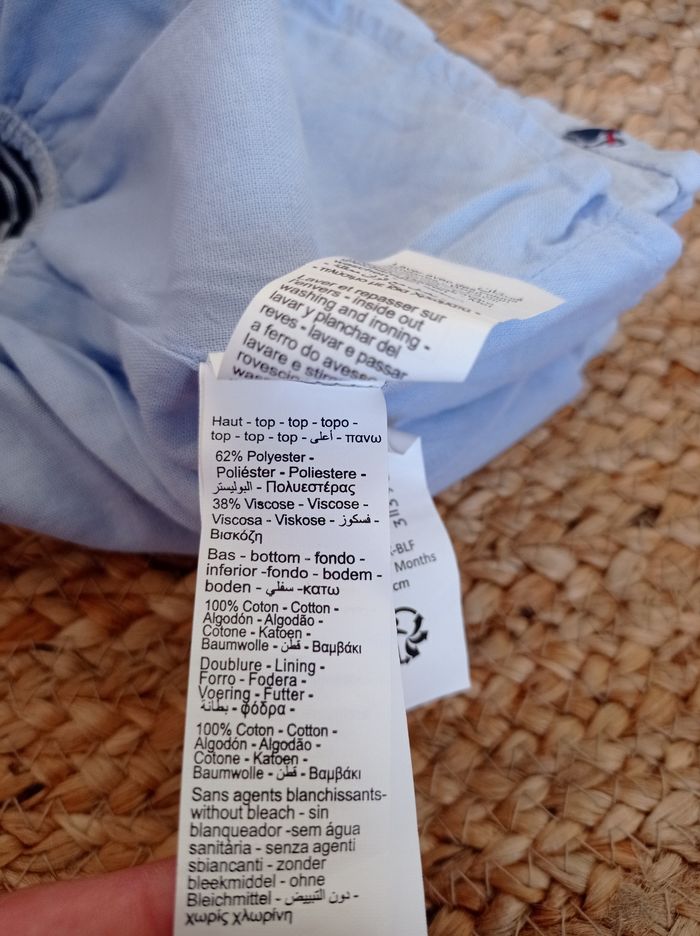 Laver et repasser sur
l'envers - inside out
washing and ironing -
lavar y planchar del
reves - lavar e passar
a ferro do avesso
lavare e stirare
rovescio
Haut - top - top - topo -
top - top - top - أعلى - πανω
62% Polyester -
Poliéster - Poliestere -
البوليستر - Πολυεστέρας
38% Viscose - Viscose -
Viscosa - Viskose - فسكوز -
Βισκόζη
Bas - bottom - fondo -
inferior -fondo - bodem -
boden - سفلي -κατω
100% Coton - Cotton -
Algodón - Algodão -
Cotone - Katoen -
Baumwolle - قطن - Βαμβάκι
Doublure - Lining -
Forro - Fodera -
Voering - Futter -
بطانة - φόδρα -
100% Coton - Cotton -
Algodón - Algodão -
Cotone - Katoen -
Baumwolle - قطن - Βαμβάκι
Sans agents blanchissants-
without bleach - sin
blanqueador -sem água
sanitària - senza agenti
sbiancanti - zonder
bleekmiddel - ohne
Bleichmittel - دون التبييض -
χωρίς χλωρίνη
-BLF
Months
cm